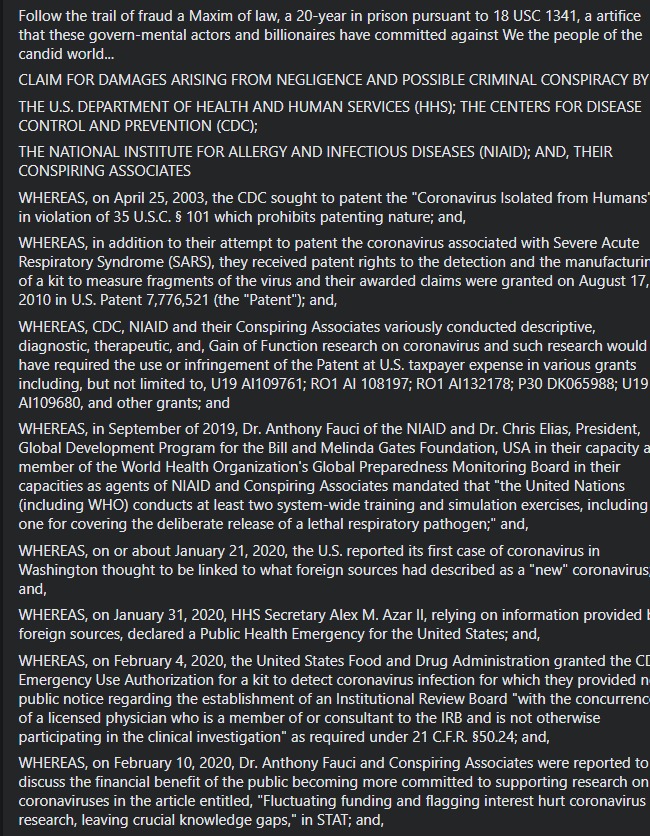 Follow the trail of fraud a Maxim of law, a 20-year in prison pursuant to 18 USC 1341, a artifice
that these govern-mental actors and billionaires have committed against We the people of the
candid world...
CLAIM FOR DAMAGES ARISING FROM NEGLIGENCE AND POSSIBLE CRIMINAL CONSPIRACY BY
THE U.S. DEPARTMENT OF HEALTH AND HUMAN SERVICES (HHS); THE CENTERS FOR DISEASE
CONTROL AND PREVENTION (CDC);
THE NATIONAL INSTITUTE FOR ALLERGY AND INFECTIOUS DISEASES (NIAID); AND, THEIR
CONSPIRING ASSOCIATES
WHEREAS, on April 25, 2003, the CDC sought to patent the "Coronavirus Isolated from Humans"
in violation of 35 U.S.C. § 101 which prohibits patenting nature; and,
WHEREAS, in addition to their attempt to patent the coronavirus associated with Severe Acute
Respiratory Syndrome (SARS), they received patent rights to the detection and the manufacturin
of a kit to measure fragments of the virus and their awarded claims were granted on August 17,
2010 in U.S. Patent 7,776,521 (the "Patent"); and,
WHEREAS, CDC, NIAID and their Conspiring Associates variously conducted descriptive,
diagnostic, therapeutic, and, Gain of Function research on coronavirus and such research would
have required the use or infringement of the Patent at U.S. taxpayer expense in various grants
including, but not limited to, U19 AI109761; RO1 AI 108197; RO1 AI132178; P30 DK065988; U19
AI109680, and other grants; and
WHEREAS, in September of 2019, Dr. Anthony Fauci of the NIAID and Dr. Chris Elias, President,
Global Development Program for the Bill and Melinda Gates Foundation, USA in their capacity a
member of the World Health Organization's Global Preparedness Monitoring Board in their
capacities as agents of NIAID and Conspiring Associates mandated that "the United Nations
(including WHO) conducts at least two system-wide training and simulation exercises, including
one for covering the deliberate release of a lethal respiratory pathogen;" and,
WHEREAS, on or about January 21, 2020, the U.S. reported its first case of coronavirus in
Washington thought to be linked to what foreign sources had described as a "new" coronavirus;
and,
WHEREAS, on January 31, 2020, HHS Secretary Alex M. Azar II, relying on information provided b
foreign sources, declared a Public Health Emergency for the United States; and,
WHEREAS, on February 4, 2020, the United States Food and Drug Administration granted the CD
Emergency Use Authorization for a kit to detect coronavirus infection for which they provided n
public notice regarding the establishment of an Institutional Review Board "with the concurrence
of a licensed physician who is a member of or consultant to the IRB and is not otherwise
participating in the clinical investigation" as required under 21 C.F.R. §50.24; and,
WHEREAS, on February 10, 2020, Dr. Anthony Fauci and Conspiring Associates were reported to
discuss the financial benefit of the public becoming more committed to supporting research on
coronaviruses in the article entitled, "Fluctuating funding and flagging interest hurt coronavirus
research, leaving crucial knowledge gaps," in STAT; and,